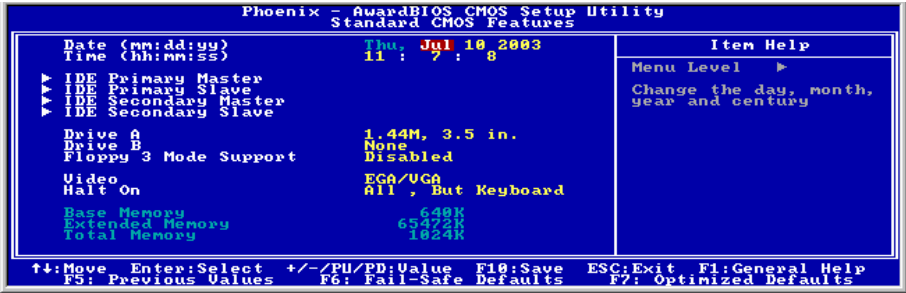 Phoenix - AwardBIOS CMOS Setup Utility
Standard CMOS Features
Date (mm:dd:yy) Thu, Jul 10 2003
Time (hh:mm:ss) 11 : 7 : 8
IDE Primary Master
IDE Primary Slave
IDE Secondary Master
IDE Secondary Slave
Drive A 1.44M, 3.5 in.
Drive B None
Floppy 3 Mode Support Disabled
Video EGA/VGA
Halt On All , But Keyboard
Base Memory 640K
Extended Memory 65472K
Total Memory 1024K
Item Help
Menu Level ►
Change the day, month,
year and century
↑↓:Move Enter:Select +/-/PU/PD:Value F10:Save ESC:Exit F1:General Help
F5: Previous Values F6: Fail-Safe Defaults F7: Optimized Defaults